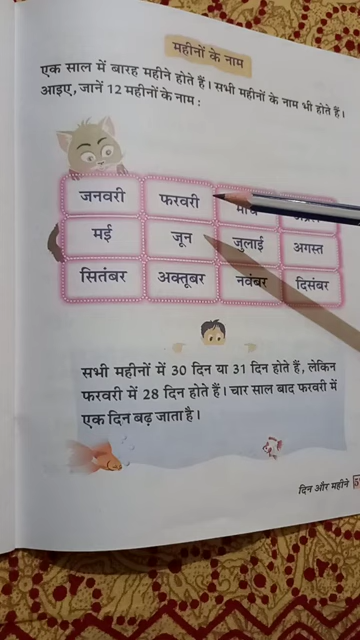 महीनों के नाम
एक साल में बारह महीने होते हैं। सभी महीनों के नाम भी होते हैं।
आइए, जानें 12 महीनों के नाम :
जनवरी फरवरी
मई जून जुलाई अगस्त
सितंबर अक्तूबर नवंबर दिसंबर
सभी महीनों में 30 दिन या 31 दिन होते हैं, लेकिन
फरवरी में 28 दिन होते हैं। चार साल बाद फरवरी में
एक दिन बढ़ जाता है।
दिन और महीने